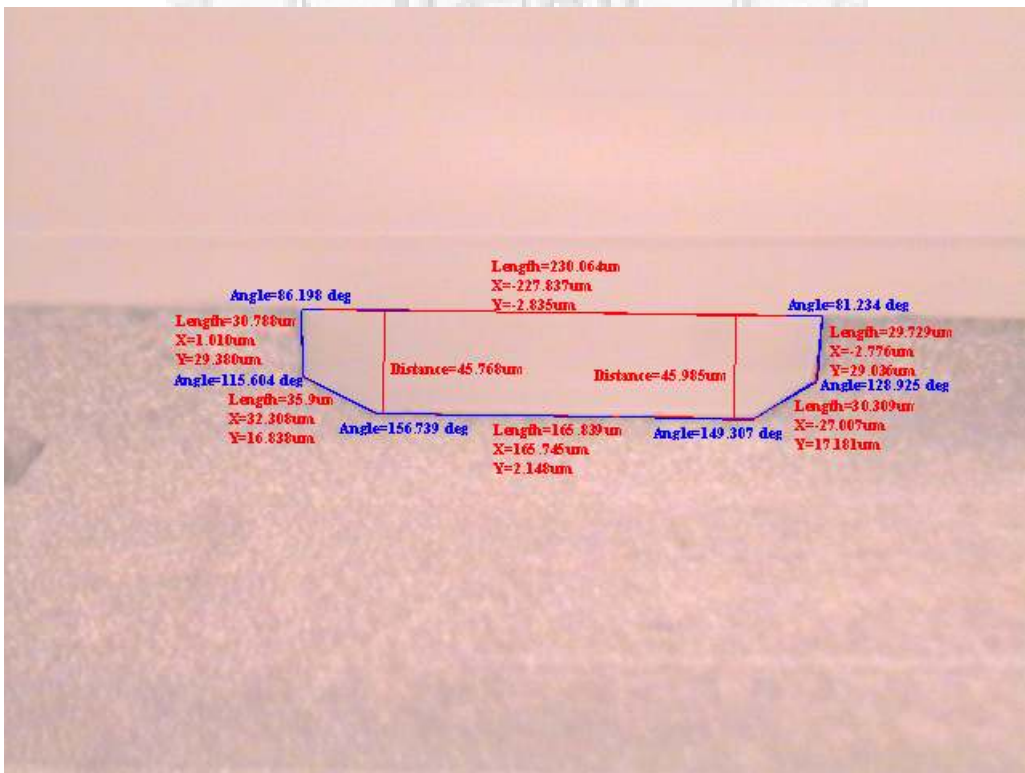 Length=230.064um
X=-227.837um
Y=-2.835um
Angle=86.198 deg
Angle=81.234 deg
Length=30.788um
X=1.010um
Y=29.380um
Length=29.729um
X=-2.776um
Y=29.036um
Distance=45.768um
Distance=45.985um
Angle=115.604 deg
Angle=128.925 deg
Length=35.9um
X=32.308um
Y=16.838um
Length=30.309um
X=-27.007um
Y=17.181um
Angle=156.739 deg
Length=165.839um
X=165.745um
Y=2.148um
Angle=149.307 deg